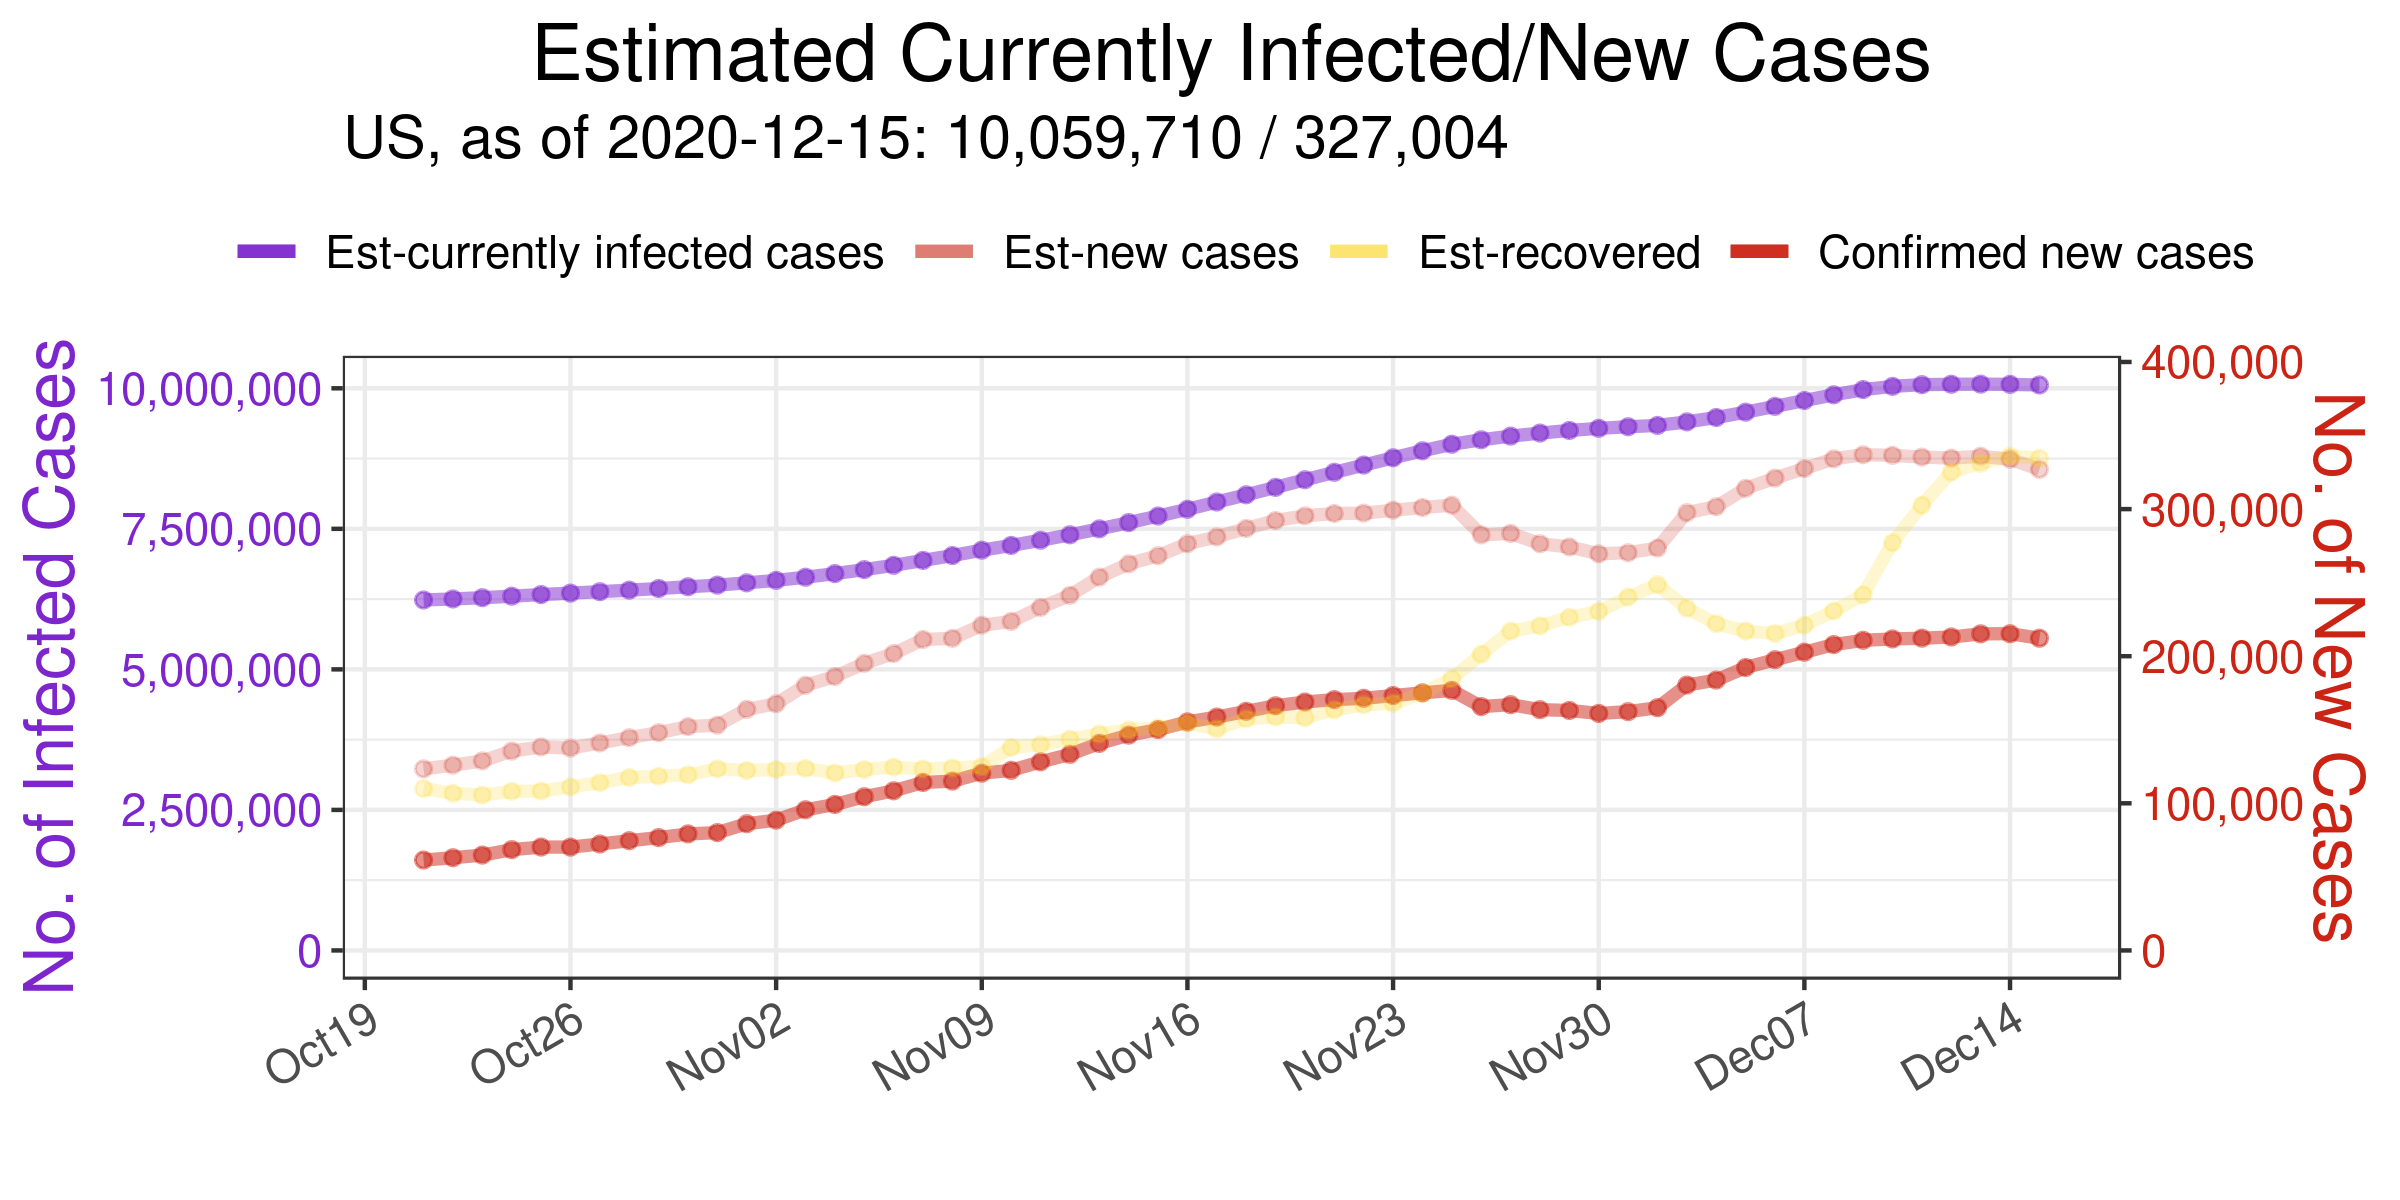 Estimated Currently Infected/New Cases
US, as of 2020-12-15: 10,059,710 / 327,004
Est-currently infected cases Est-new cases Est-recovered Confirmed new cases
No. of Infected Cases
10,000,000
7,500,000
5,000,000
2,500,000
0
400,000
300,000
200,000
100,000
0
No. of New Cases
Oct19 Oct26 Nov02 Nov09 Nov16 Nov23 Nov30 Dec07 Dec14